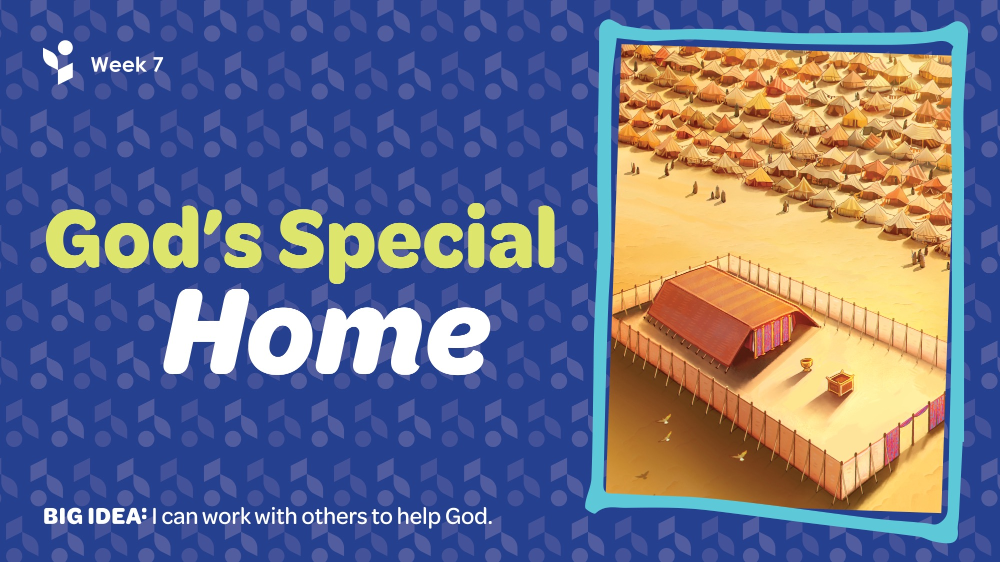 Week 7
God's Special
Home
BIG IDEA: I can work with others to help God.